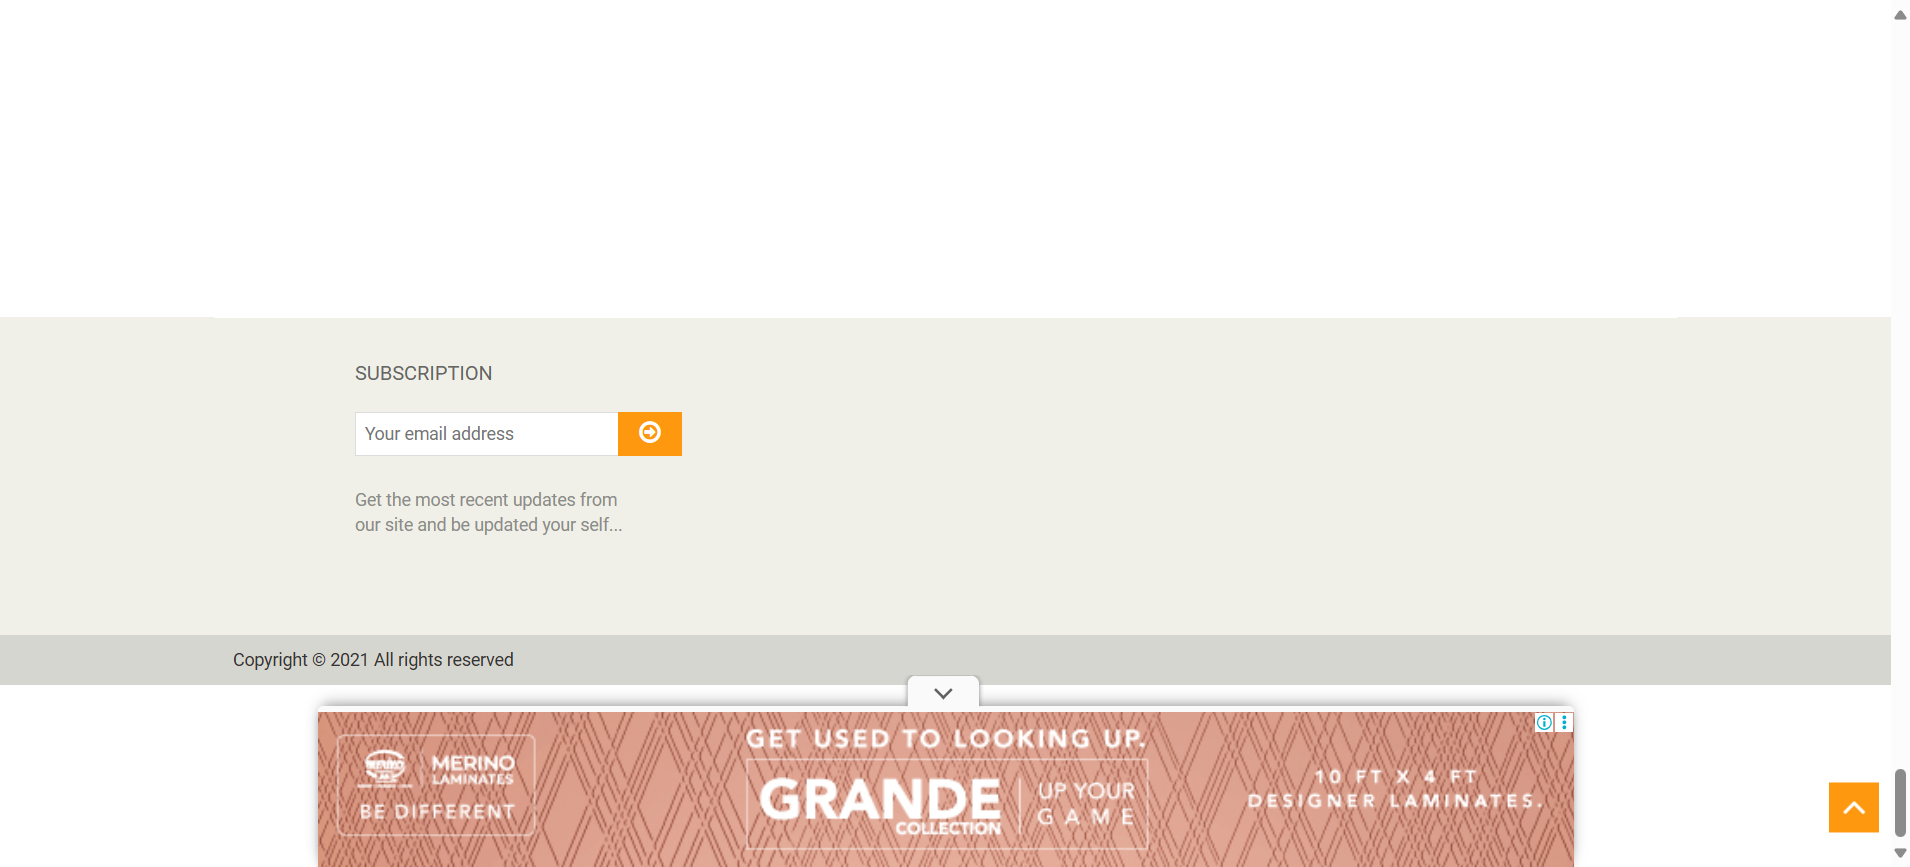 SUBSCRIPTION
Your email address
Get the most recent updates from
our site and be updated your self...
Copyright © 2021 All rights reserved
GET USED TO LOOKING UP.
MERINO
LAMINATES
BE DIFFERENT
GRANDE
COLLECTION
UP YOUR
GAME
10 FT X 4 FT
DESIGNER LAMINATES.